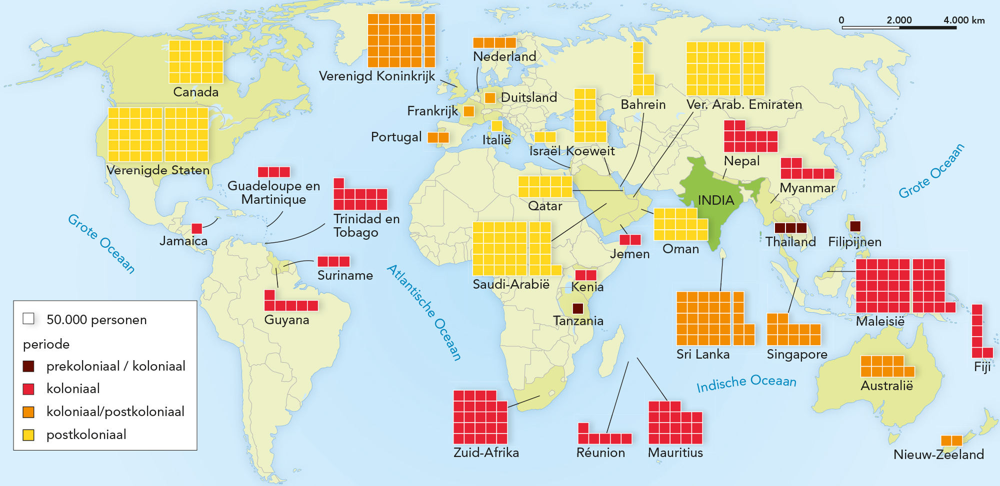 0 2.000 4.000 km
Nederland
Verenigd Koninkrijk
Canada
Duitsland
Frankrijk
Bahrein
Ver. Arab. Emiraten
Portugal
Italië
Israël
Koeweit
Verenigde Staten
Nepal
Grote Oceaan
Guadeloupe en
Martinique
Myanmar
INDIA
Qatar
Trinidad en
Tobago
Grote Oceaan
Jamaica
Oman
Jemen
Thailand
Filipijnen
Suriname
Atlantische Oceaan
Saudi-Arabië
Kenia
Guyana
Tanzania
Maleisië
Sri Lanka
Singapore
Fiji
Indische Oceaan
Australië
Zuid-Afrika
Réunion
Mauritius
Nieuw-Zeeland
50.000 personen
periode
prekoloniaal / koloniaal
koloniaal
koloniaal/postkoloniaal
postkoloniaal